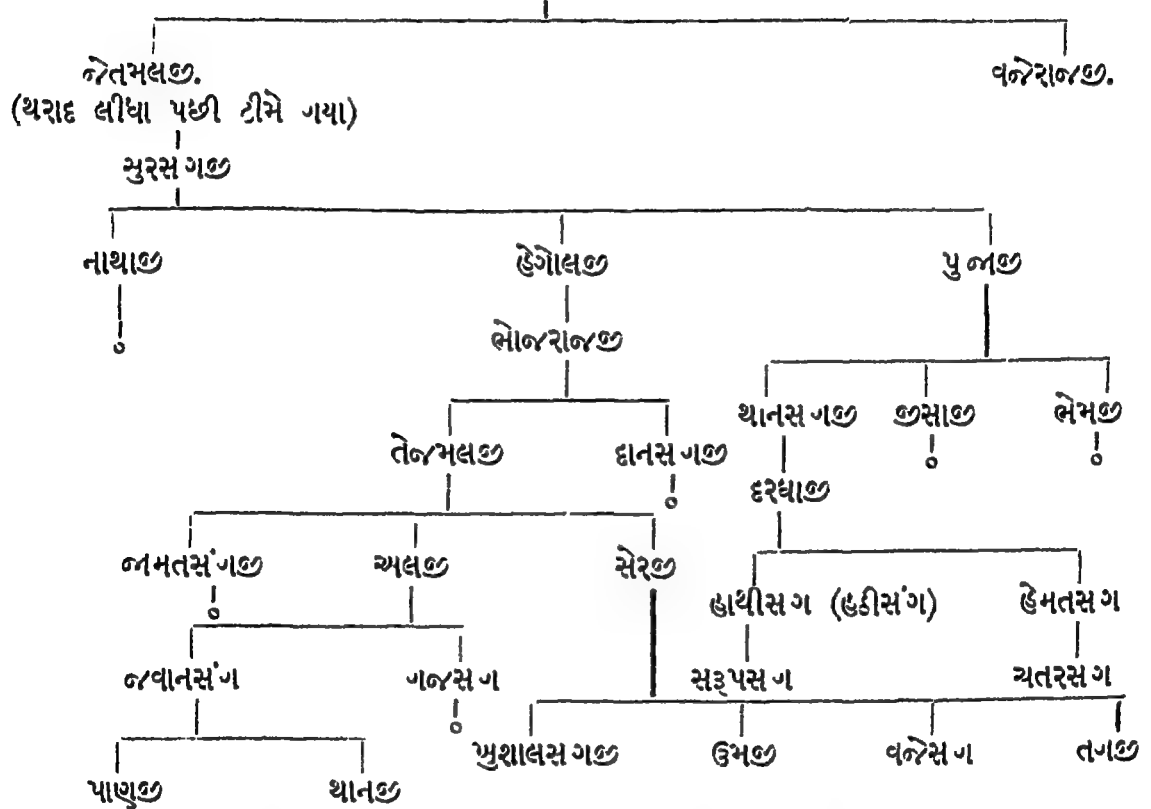 જેતમલજી. વજેરાજજી.
(થરાદ લીધા પછી ટીમે ગયા)
સુરસંગજી
નાથાજી હેગોલજી પુંજાજી
ભોજરાજજી
થાનસંગજી જીસાજી ભેમજી
તેજમલજી દાનસંગજી
દરઘાજી
જામતસંગજી અલજી સેરજી
હાથીસંગ (હઠીસંગ) હેમતસંગ
જવાનસંગ ગજસંગ સરૂપસંગ ચતરસંગ
ખુશાલસંગજી ઉમજી વજેસંગ તગજી
પાણજી થાનજી